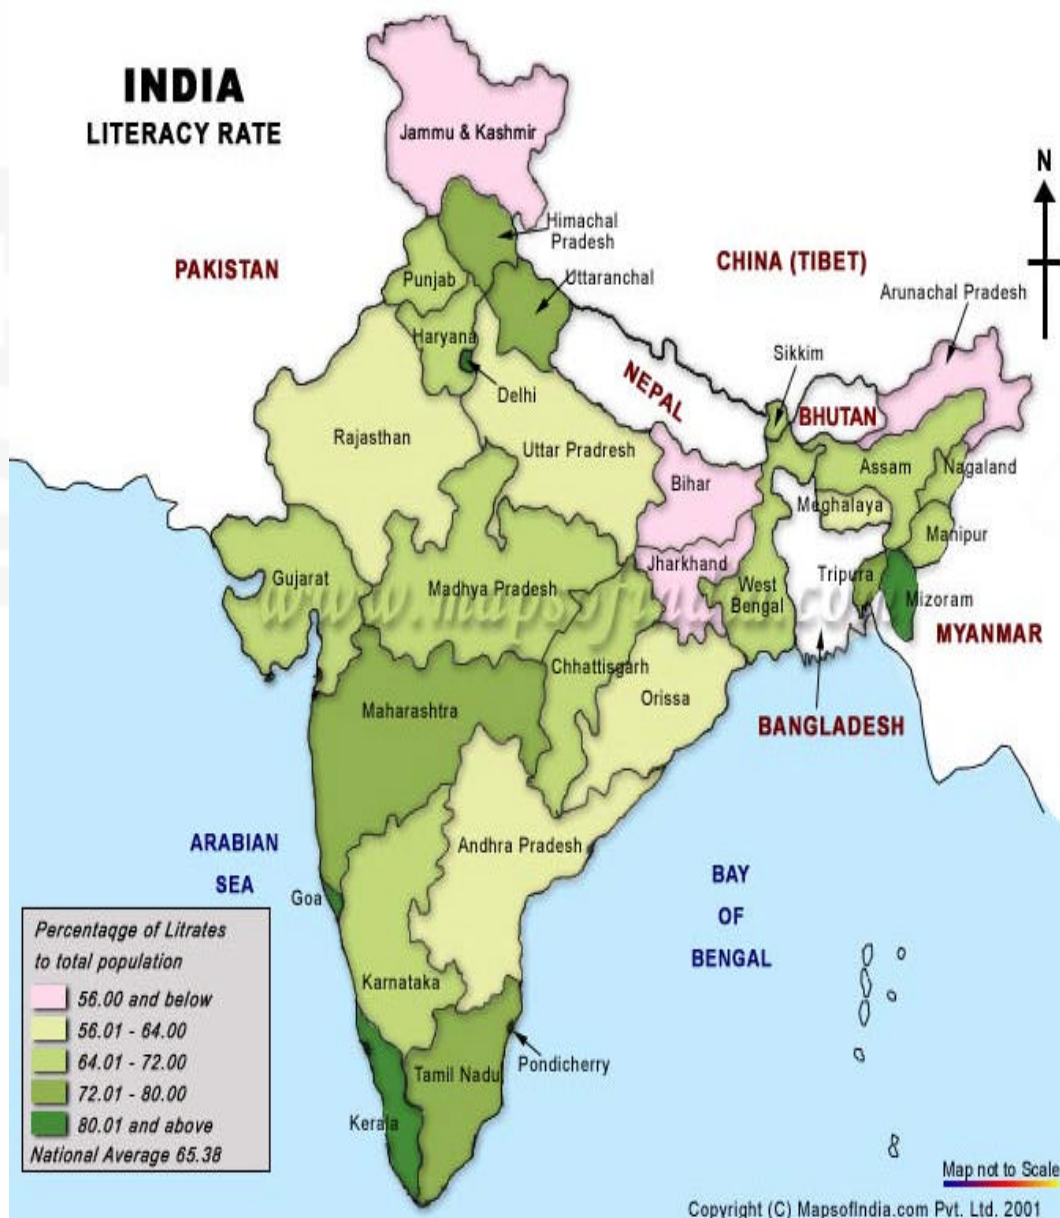 INDIA
LITERACY RATE
Jammu & Kashmir
N
Himachal
Pradesh
PAKISTAN
CHINA (TIBET)
Punjab
Uttaranchal
Arunachal Pradesh
Haryana
Sikkim
Delhi
NEPAL
BHUTAN
Rajasthan
Uttar Pradresh
Assam
Nagaland
Bihar
Meghalaya
Manipur
Jharkhand
Gujarat
Madhya Pradesh
West
Bengal
Tripura
www.mapsofindia.com
Mizoram
MYANMAR
Chhattisgarh
Orissa
Maharashtra
BANGLADESH
ARABIAN
SEA
Andhra Pradesh
BAY
OF
BENGAL
Goa
Percentaqge of Litrates
to total population
56.00 and below
56.01 - 64.00
64.01 - 72.00
72.01 - 80.00
80.01 and above
National Average 65.38
Karnataka
Pondicherry
Tamil Nadu
Kerala
Map not to Scale
Copyright (C) MapsofIndia.com Pvt. Ltd. 2001